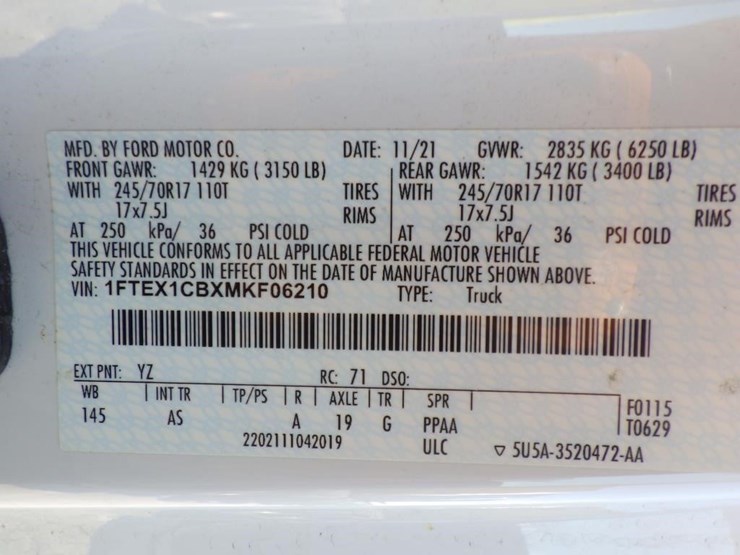 MFD. BY FORD MOTOR CO. DATE: 11/21 GVWR: 2835 KG ( 6250 LB)
FRONT GAWR: 1429 KG ( 3150 LB) REAR GAWR: 1542 KG ( 3400 LB)
WITH 245/70R17 110T TIRES WITH 245/70R17 110T TIRES
17x7.5J RIMS 17x7.5J RIMS
AT 250 kPa/ 36 PSI COLD AT 250 kPa/ 36 PSI COLD
THIS VEHICLE CONFORMS TO ALL APPLICABLE FEDERAL MOTOR VEHICLE
SAFETY STANDARDS IN EFFECT ON THE DATE OF MANUFACTURE SHOWN ABOVE.
VIN: 1FTEX1CBXMKF06210 TYPE: Truck
EXT PNT: YZ RC: 71 DSO:
WB INT TR TP/PS R AXLE TR SPR F0115
145 AS A 19 G PPAA T0629
2202111042019 ULC ▽ 5U5A-3520472-AA